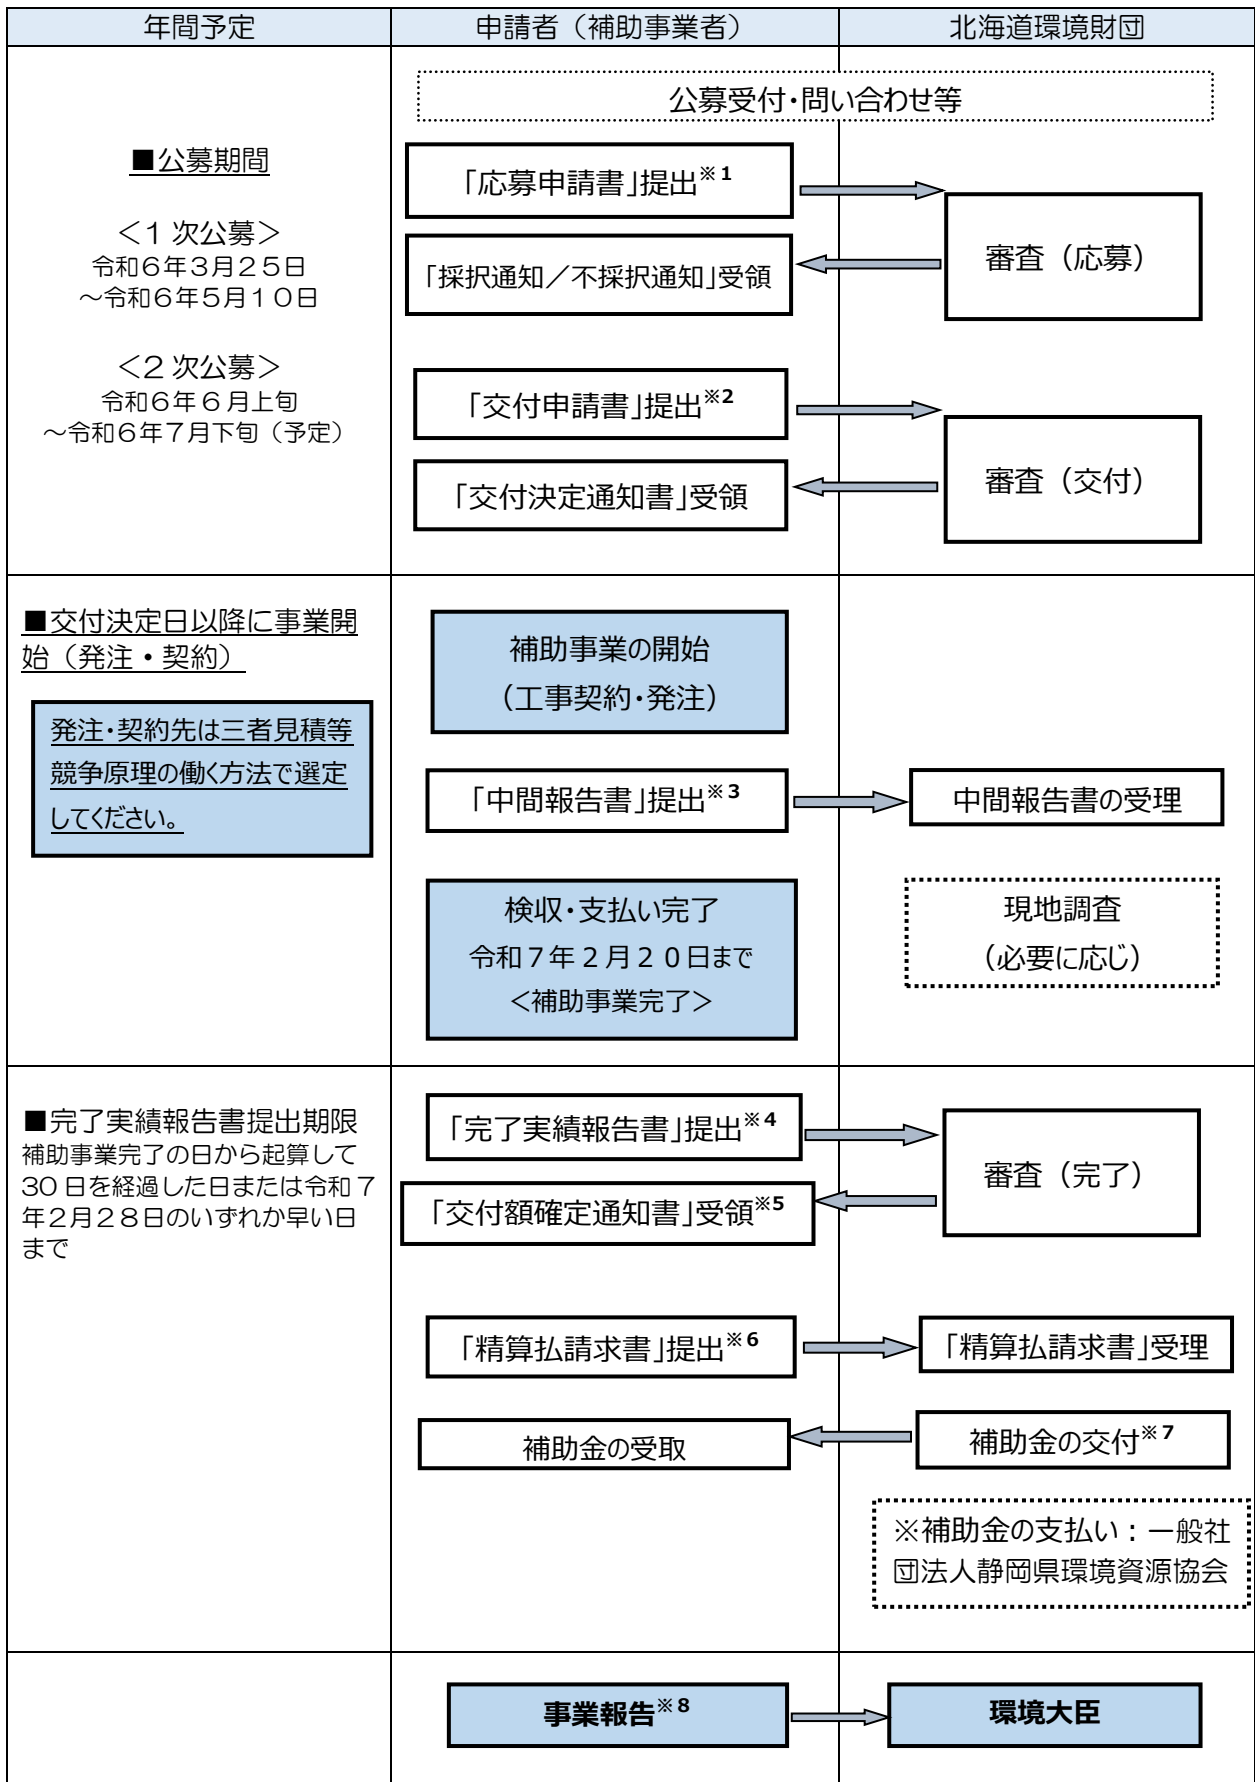 年間予定
申請者（補助事業者）
北海道環境財団
公募受付・問い合わせ等
■公募期間
＜１次公募＞
令和６年３月２５日
～令和６年５月１０日
＜２次公募＞
令和６年６月上旬
～令和６年７月下旬（予定）
「応募申請書」提出※1
「採択通知／不採択通知」受領
審査（応募）
「交付申請書」提出※2
「交付決定通知書」受領
審査（交付）
■交付決定日以降に事業開
始（発注・契約）
発注・契約先は三者見積等
競争原理の働く方法で選定
してください。
補助事業の開始
（工事契約・発注）
「中間報告書」提出※3
中間報告書の受理
検収・支払い完了
令和７年２月２０日まで
＜補助事業完了＞
現地調査
（必要に応じ）
■完了実績報告書提出期限
補助事業完了の日から起算して
30 日を経過した日または令和７
年２月２８日のいずれか早い日
まで
「完了実績報告書」提出※4
「交付額確定通知書」受領※5
審査（完了）
「精算払請求書」提出※6
「精算払請求書」受理
補助金の受取
補助金の交付※7
※補助金の支払い：一般社
団法人静岡県環境資源協会
事業報告※8
環境大臣